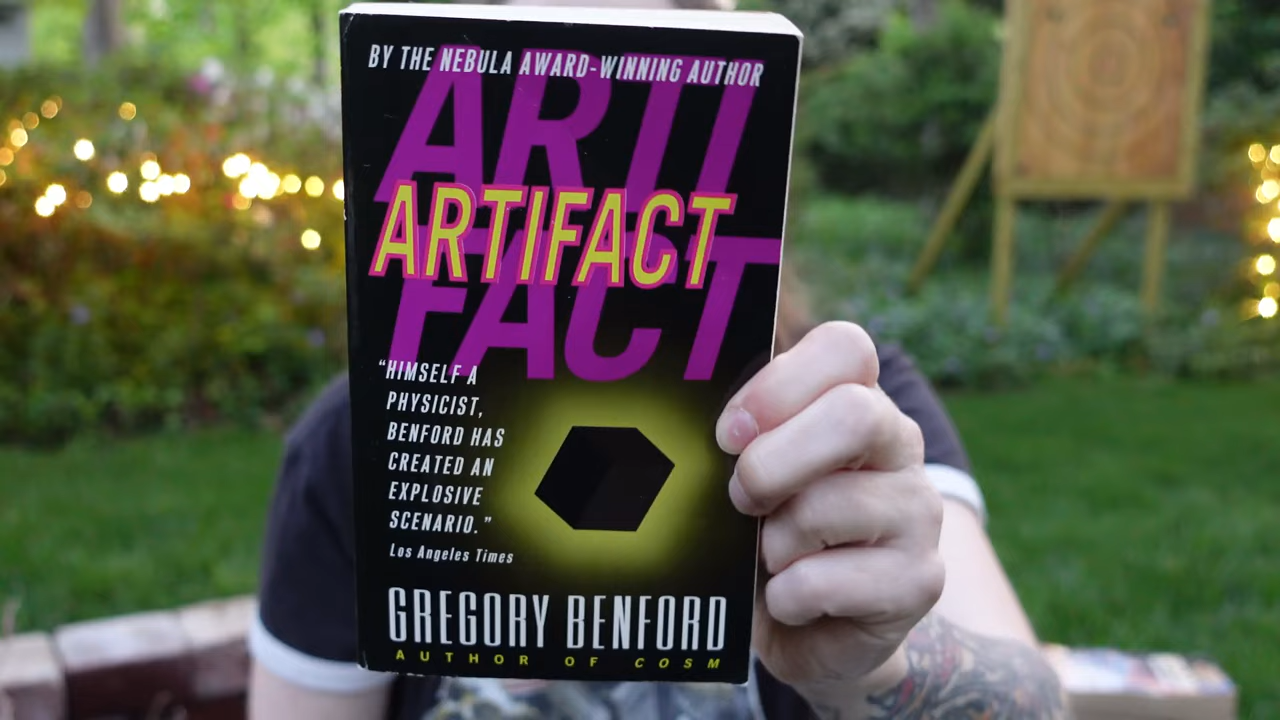 BY THE NEBULA AWARD-WINNING AUTHOR
ARTI
ARTIFACT
FACT
"HIMSELF A
PHYSICIST,
BENFORD HAS
CREATED AN
EXPLOSIVE
SCENARIO."
Los Angeles Times
GREGORY BENFORD
AUTHOR OF COSM